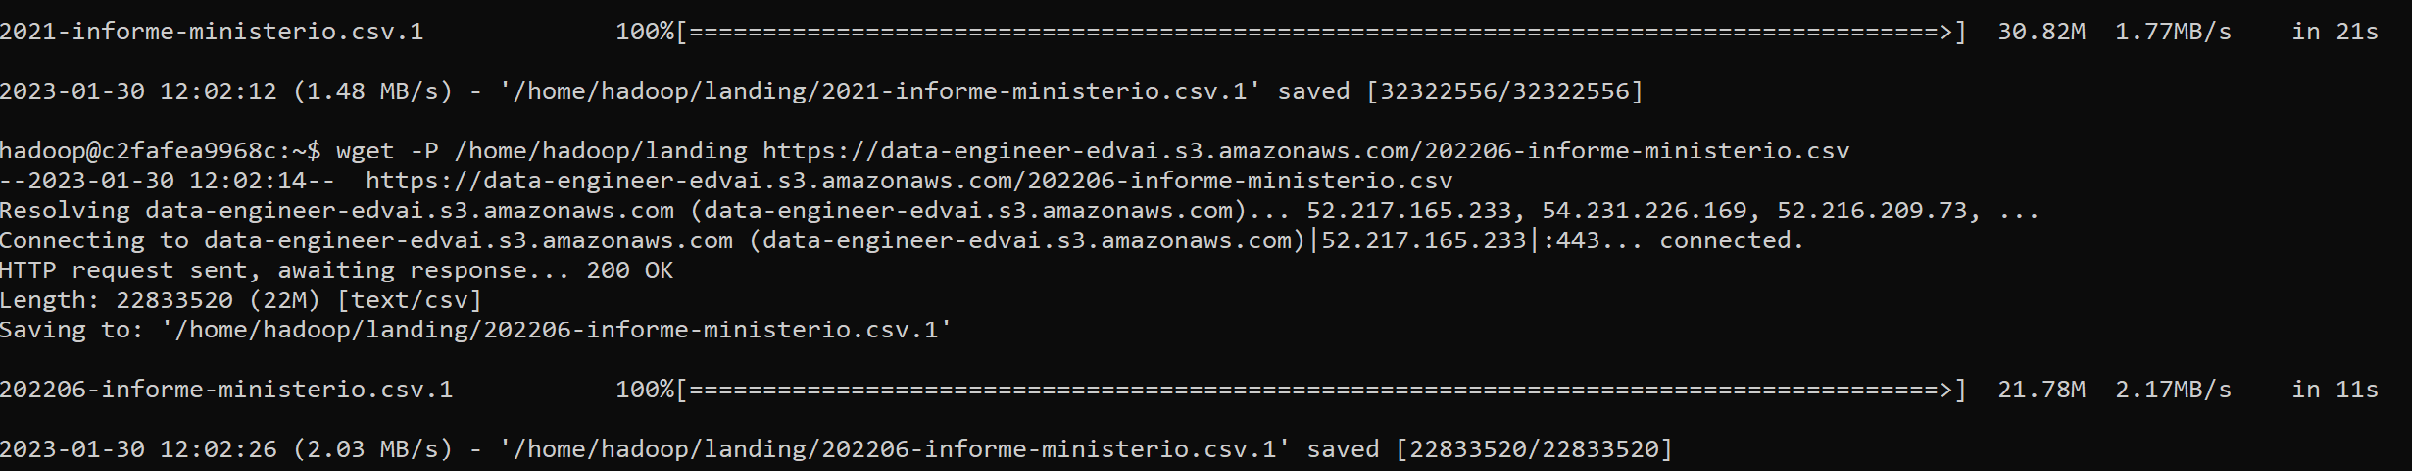 2021-informe-ministerio.csv.1             100%[=====================================================================================>]  30.82M  1.77MB/s    in 21s
2023-01-30 12:02:12 (1.48 MB/s) - '/home/hadoop/landing/2021-informe-ministerio.csv.1' saved [32322556/32322556]
hadoop@c2fafea9968c:~$ wget -P /home/hadoop/landing https://data-engineer-edvai.s3.amazonaws.com/202206-informe-ministerio.csv
--2023-01-30 12:02:14--  https://data-engineer-edvai.s3.amazonaws.com/202206-informe-ministerio.csv
Resolving data-engineer-edvai.s3.amazonaws.com (data-engineer-edvai.s3.amazonaws.com)... 52.217.165.233, 54.231.226.169, 52.216.209.73, ...
Connecting to data-engineer-edvai.s3.amazonaws.com (data-engineer-edvai.s3.amazonaws.com)|52.217.165.233|:443... connected.
HTTP request sent, awaiting response... 200 OK
Length: 22833520 (22M) [text/csv]
Saving to: '/home/hadoop/landing/202206-informe-ministerio.csv.1'
202206-informe-ministerio.csv.1           100%[=====================================================================================>]  21.78M  2.17MB/s    in 11s
2023-01-30 12:02:26 (2.03 MB/s) - '/home/hadoop/landing/202206-informe-ministerio.csv.1' saved [22833520/22833520]